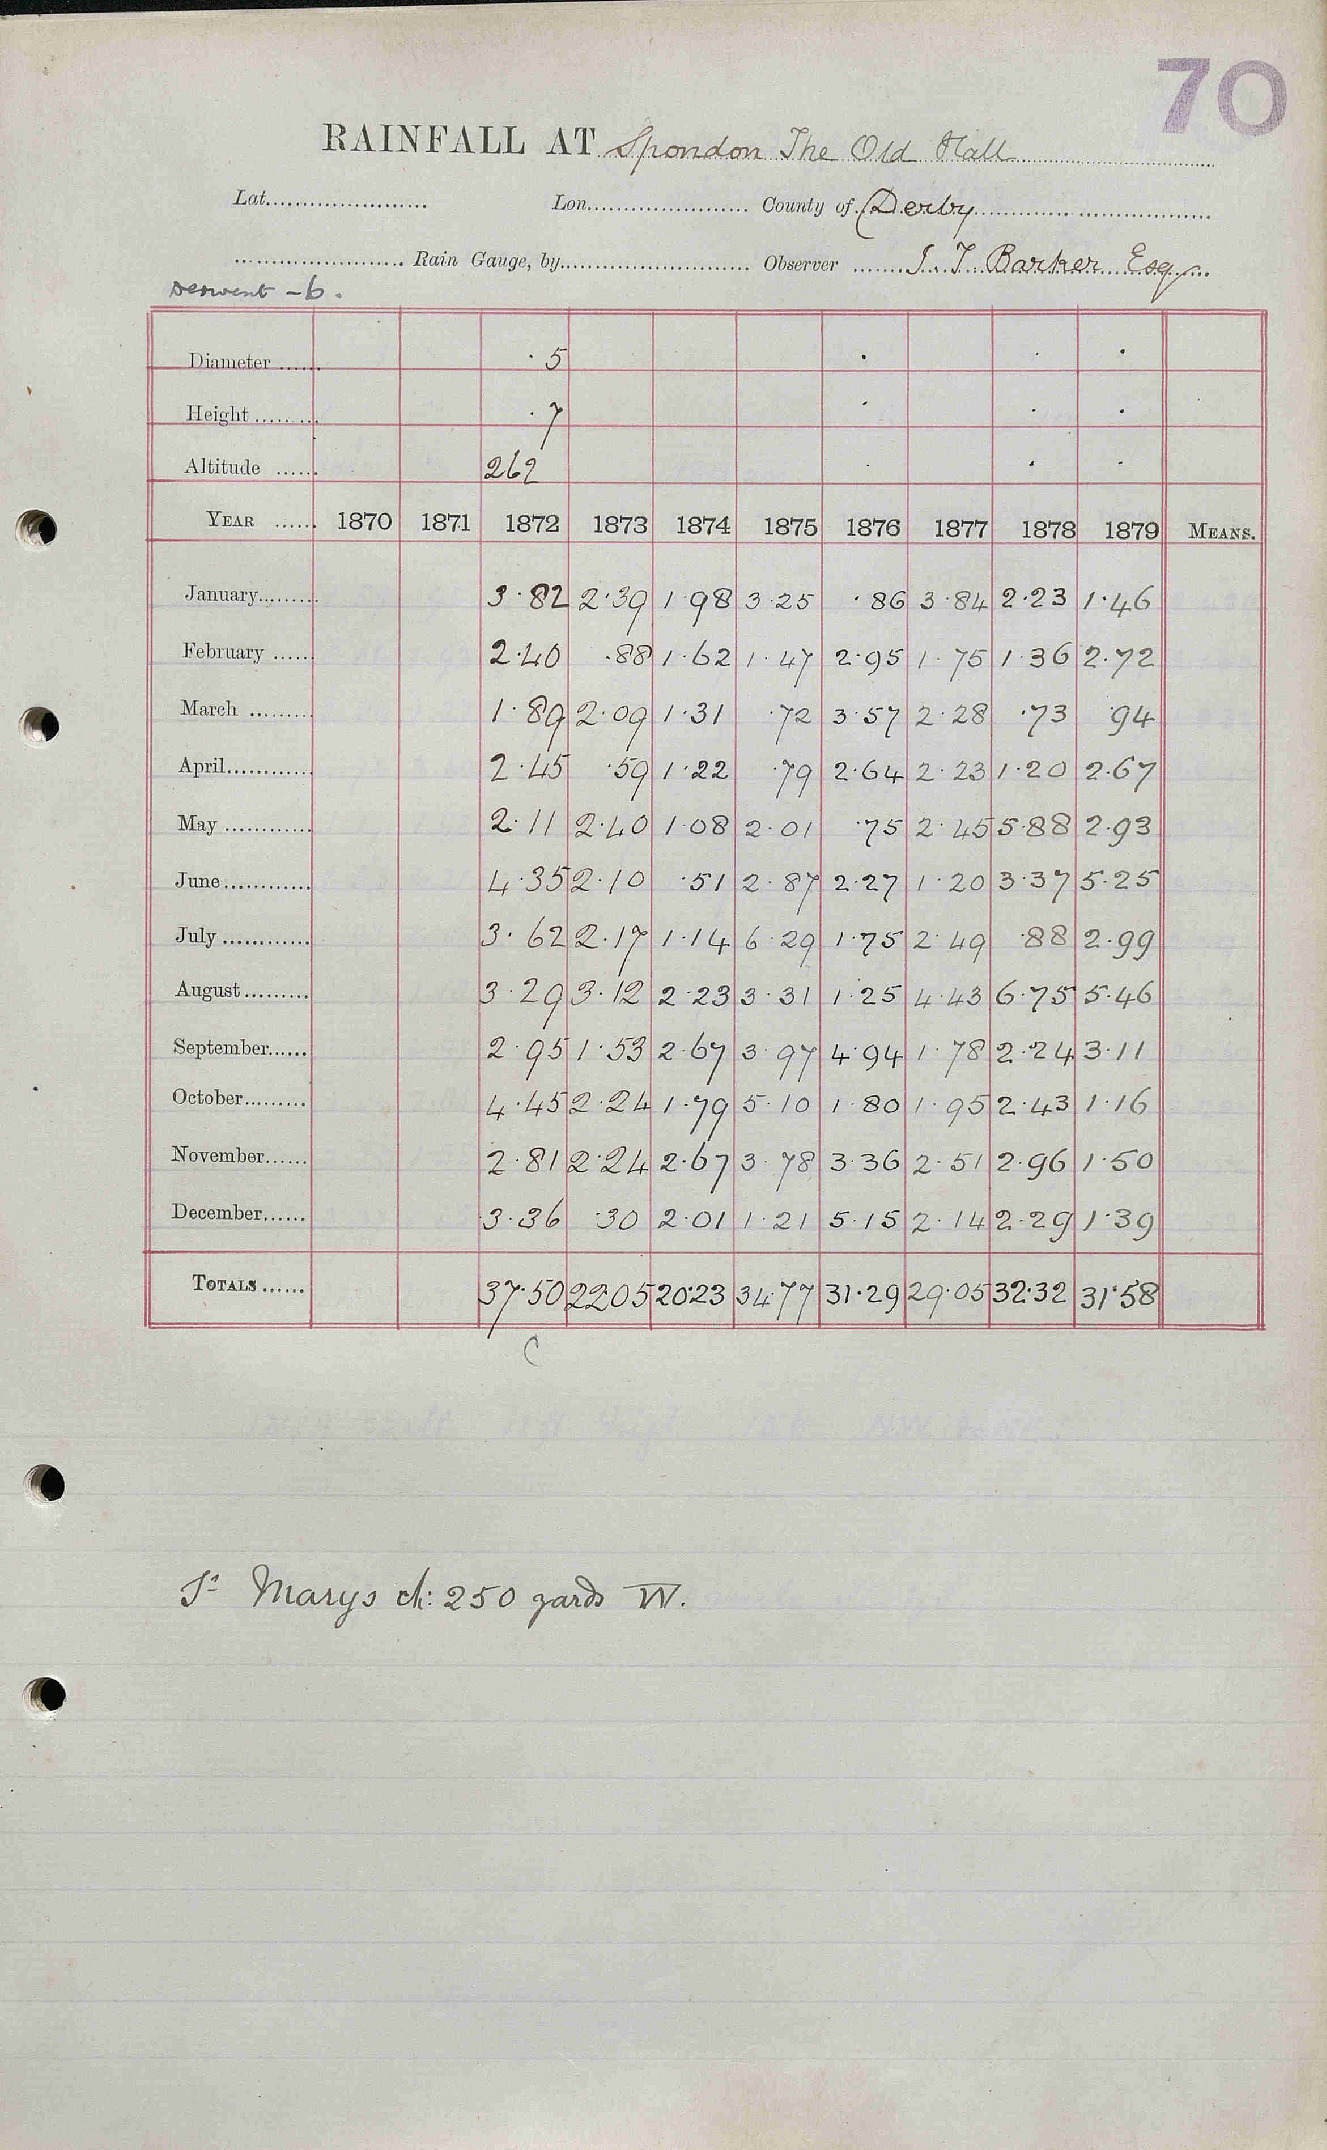 70
RAINFALL AT Spondon The Old Hall
Lat. Lon. County of Derby
Rain Gauge, by Observer J. T. Barker Esq
Derwent - 6.
Diameter · 5 · · ·
Height · 7 · · ·
Altitude 262 · · ·
YEAR 1870 1871 1872 1873 1874 1875 1876 1877 1878 1879 MEANS.
January 3·82 2·39 1·98 3·25 ·86 3·84 2·23 1·46
February 2·40 ·88 1·62 1·47 2·95 1·75 1·36 2·72
March 1·89 2·09 1·31 ·72 3·57 2·28 ·73 ·94
April 2·45 ·59 1·22 ·79 2·64 2·23 1·20 2·67
May 2·11 2·40 1·08 2·01 ·75 2·45 5·88 2·93
June 4·35 2·10 ·51 2·87 2·27 1·20 3·37 5·25
July 3·62 2·17 1·14 6·29 1·75 2·49 ·88 2·99
August 3·29 3·12 2·23 3·31 1·25 4·43 6·75 5·46
September 2·95 1·53 2·67 3·97 4·94 1·78 2·24 3·11
October 4·45 2·24 1·79 5·10 1·80 1·95 2·43 1·16
November 2·81 2·24 2·67 3·78 3·36 2·51 2·96 1·50
December 3·36 ·30 2·01 1·21 5·15 2·14 2·29 1·39
TOTALS 37·50 22 05 20·23 34·77 31·29 29·05 32·32 31·58
C
St Marys ch: 250 yards W.